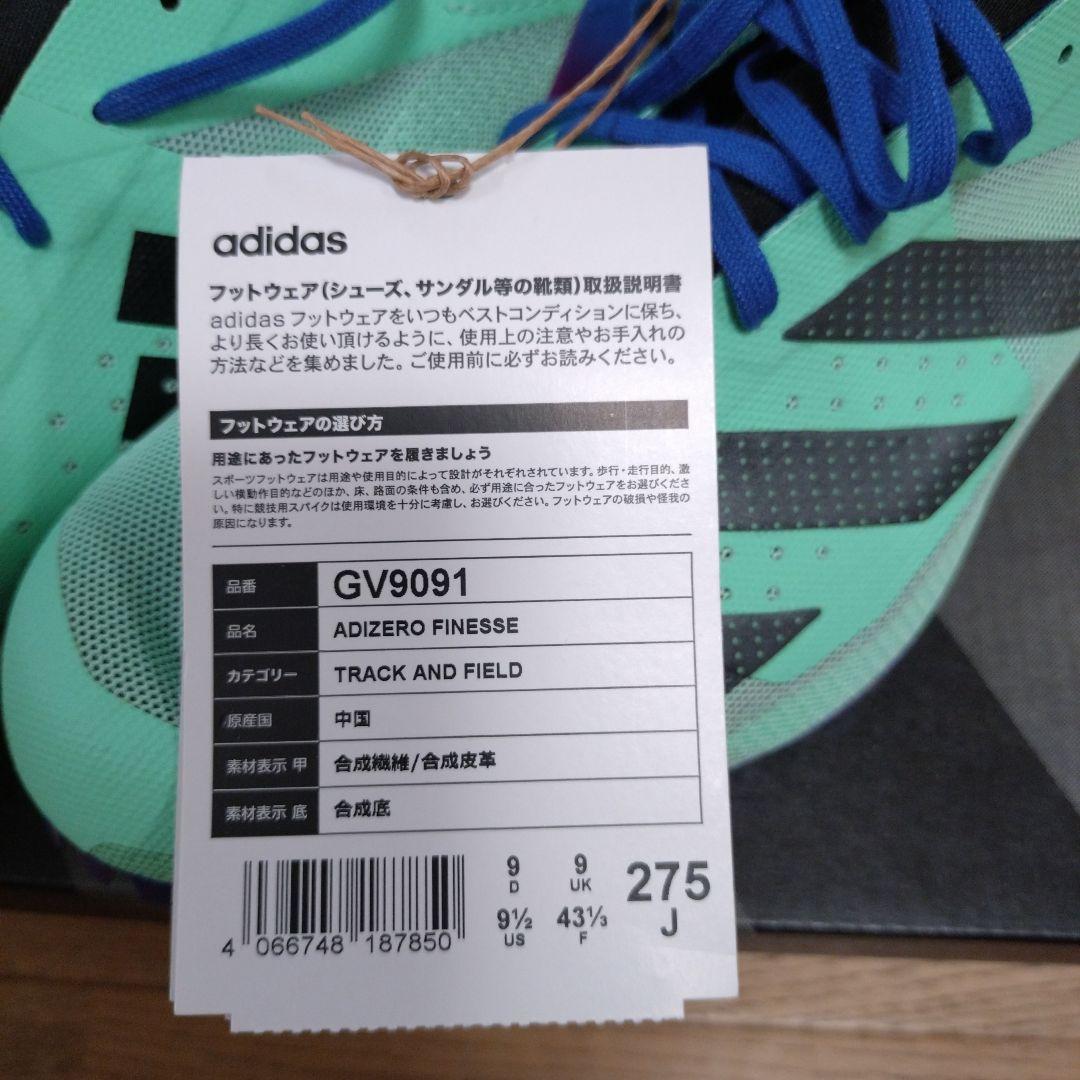 adidas
フットウェア(シューズ、サンダル等の靴類)取扱説明書
adidas フットウェアをいつもベストコンディションに保ち、
より長くお使い頂けるように、使用上の注意やお手入れの
方法などを集めました。ご使用前に必ずお読みください。
フットウェアの選び方
用途にあったフットウェアを履きましょう
スポーツフットウェアは用途や使用目的によって設計がそれぞれされています。歩行・走行目的、激
しい横動作目的などのほか、床、路面の条件も含め、必ず用途に合ったフットウェアをお選びくださ
い。特に競技用スパイクは使用環境を十分に考慮し、お選びください。フットウェアの破損や怪我の
原因になります。
品番 GV9091
品名 ADIZERO FINESSE
カテゴリー TRACK AND FIELD
原産国 中国
素材表示 甲 合成繊維/合成皮革
素材表示 底 合成底
9 D 9 UK 275 J
9½ US 43⅓ F
4 066748 187850